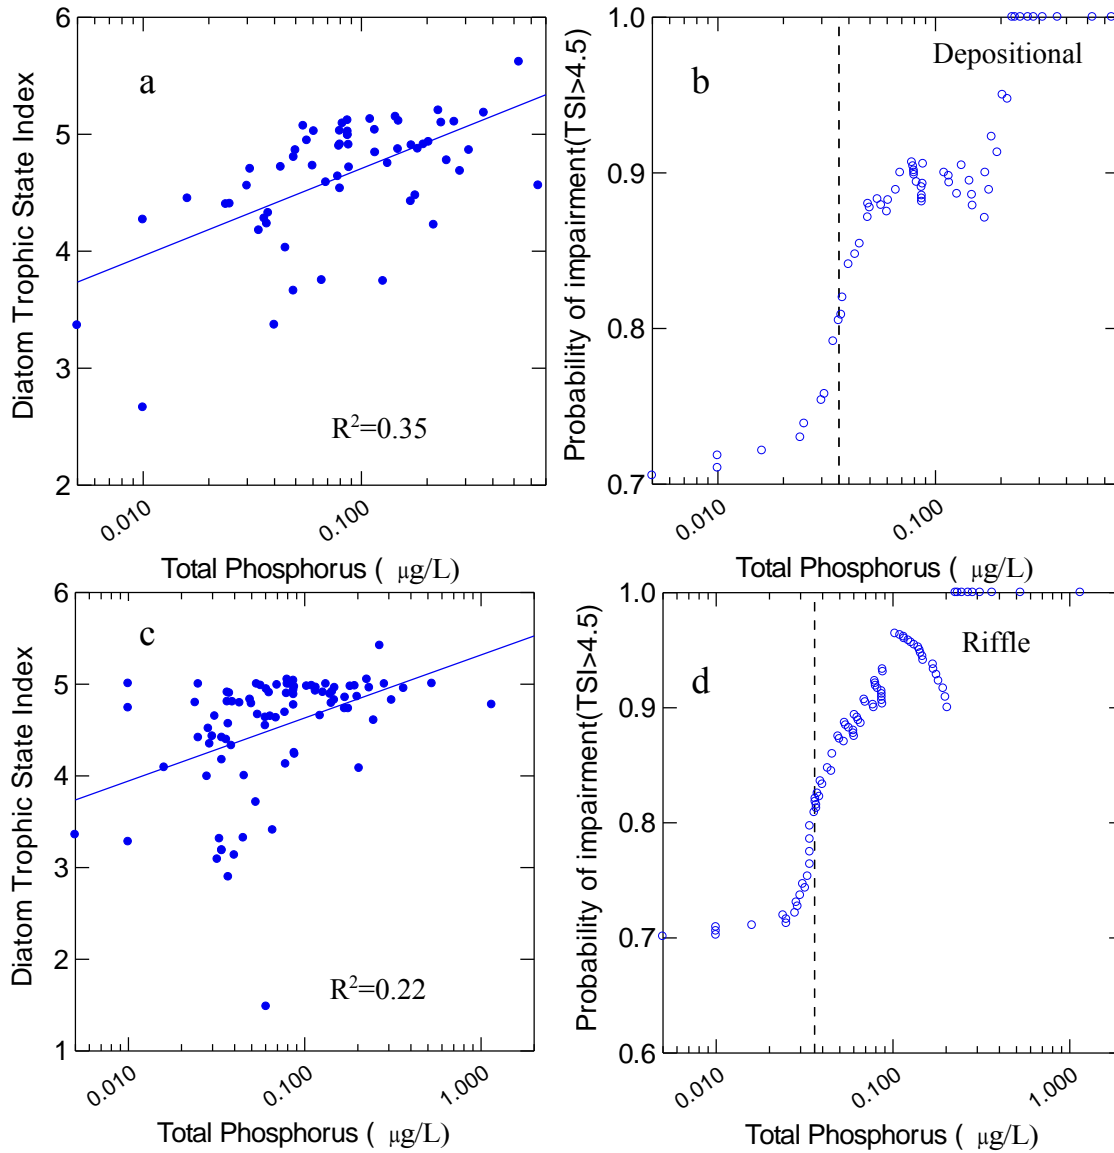 6
5
4
3
2
Diatom Trophic State Index
a
R²=0.35
0.010
0.100
Total Phosphorus ( μg/L)
1.0
0.9
0.8
0.7
Probability of impairment(TSI>4.5)
b
Depositional
0.010
0.100
Total Phosphorus ( μg/L)
6
5
4
3
2
1
Diatom Trophic State Index
c
R²=0.22
0.010
0.100
1.000
Total Phosphorus ( μg/L)
1.0
0.9
0.8
0.7
0.6
Probability of impairment(TSI>4.5)
d
Riffle
0.010
0.100
1.000
Total Phosphorus ( μg/L)